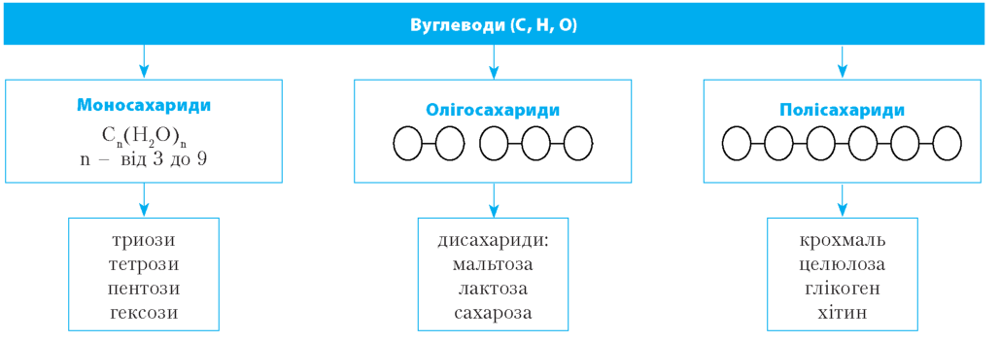 Вуглеводи (C, H, O)
Моносахариди
Cₙ(H₂O)ₙ
n – від 3 до 9
Олігосахариди
Полісахариди
триози
тетрози
пентози
гексози
дисахариди:
мальтоза
лактоза
сахароза
крохмаль
целюлоза
глікоген
хітин